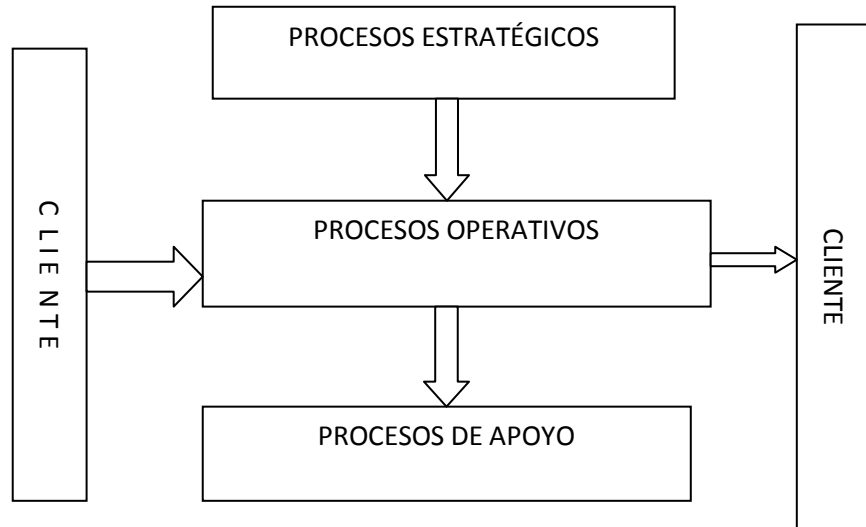 PROCESOS ESTRATÉGICOS
C LIE NTE
PROCESOS OPERATIVOS
CLIENTE
PROCESOS DE APOYO